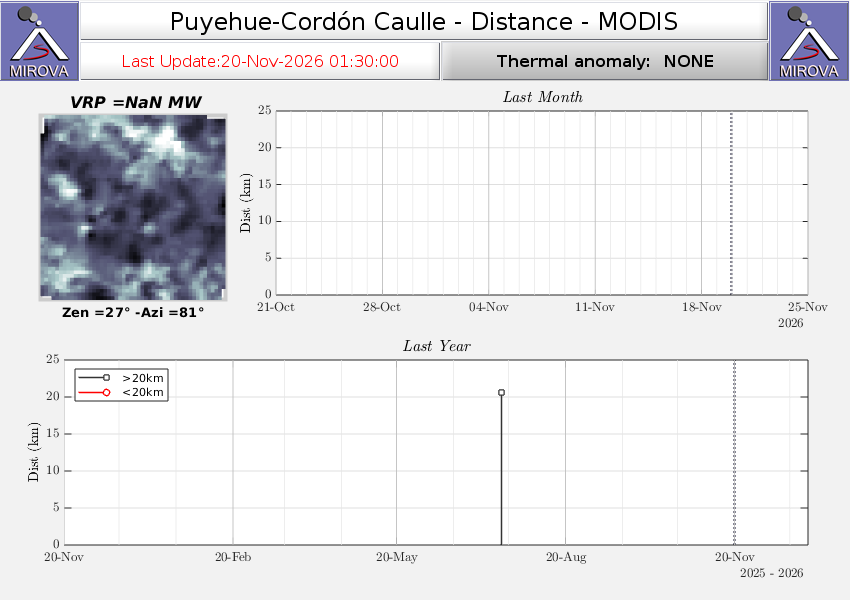 Puyehue-Cordón Caulle - Distance - MODIS
MIROVA
Last Update:20-Nov-2026 01:30:00
Thermal anomaly: NONE
MIROVA
VRP =NaN MW
Zen =27° -Azi =81°
Last Month
Dist (km)
25
20
15
10
5
0
21-Oct
28-Oct
04-Nov
11-Nov
18-Nov
25-Nov
2026
Last Year
Dist (km)
25
20
15
10
5
0
>20km
<20km
20-Nov
20-Feb
20-May
20-Aug
20-Nov
2025 - 2026